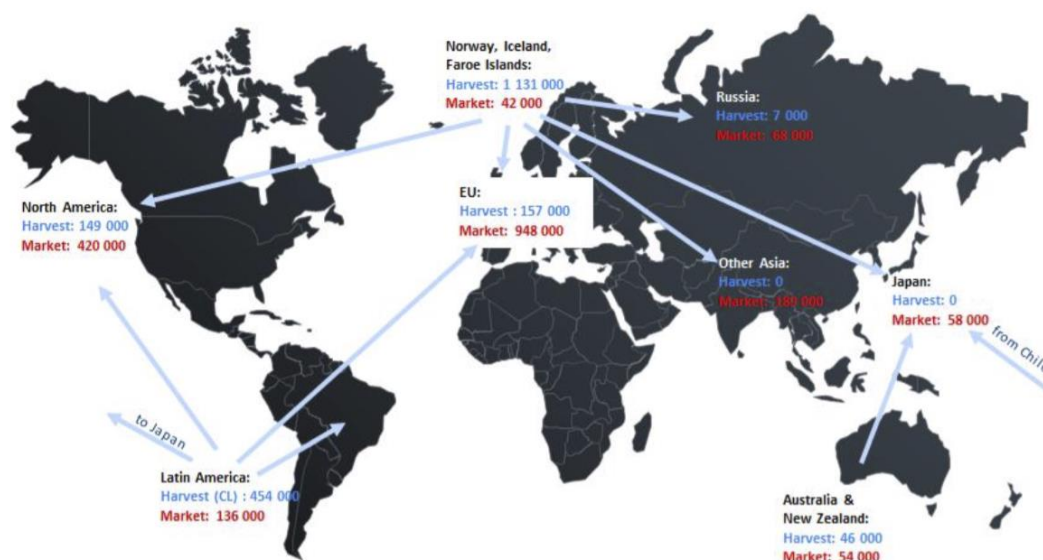 Norway, Iceland,
Faroe Islands:
Harvest: 1 131 000
Market: 42 000
Russia:
Harvest: 7 000
Market: 68 000
North America:
Harvest: 149 000
Market: 420 000
EU:
Harvest : 157 000
Market: 948 000
Other Asia:
Harvest: 0
Market: 189 000
Japan:
Harvest: 0
Market: 58 000
from Chile
to Japan
Latin America:
Harvest (CL) : 454 000
Market: 136 000
Australia &
New Zealand:
Harvest: 46 000
Market: 54 000